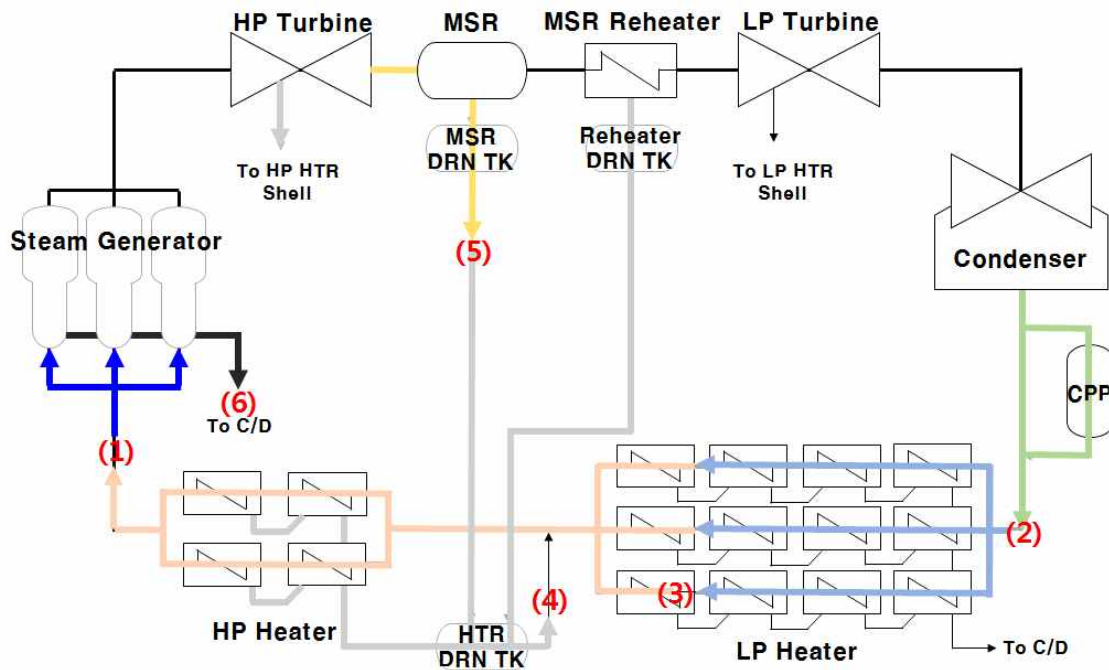 HP Turbine
MSR
MSR Reheater
LP Turbine
MSR
DRN TK
Reheater
DRN TK
To HP HTR
Shell
To LP HTR
Shell
Steam Generator
(5)
Condenser
CPP
(6)
To C/D
(1)
(2)
(3)
(4)
HP Heater
HTR
DRN TK
LP Heater
To C/D